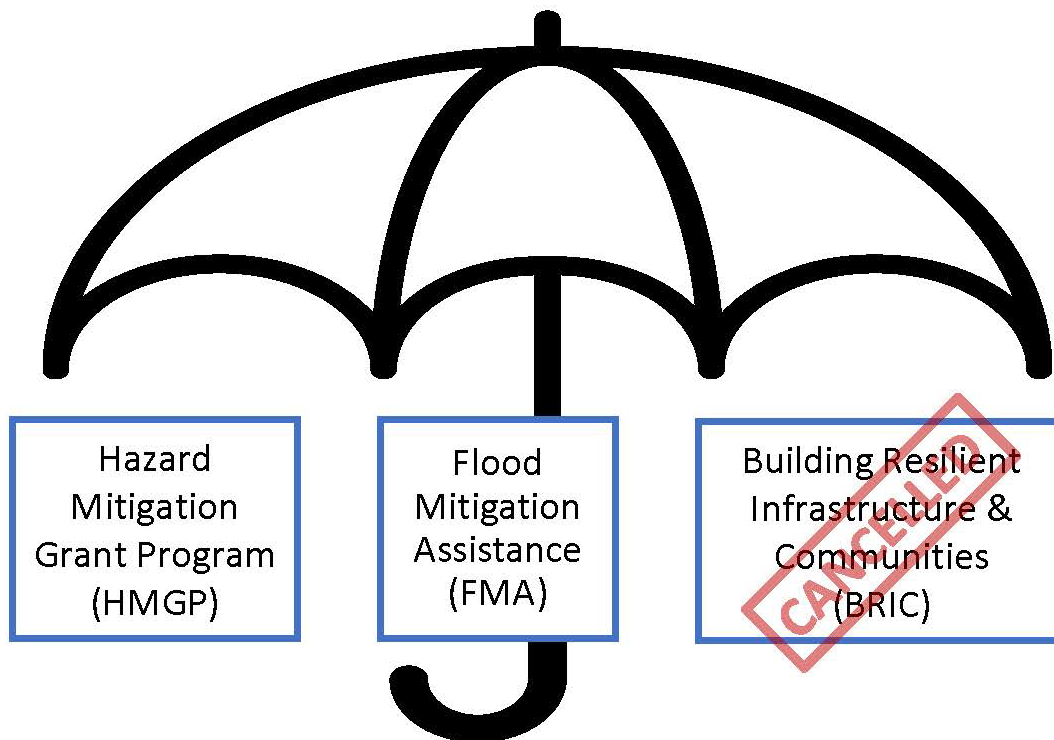 Hazard
Mitigation
Grant Program
(HMGP)
Flood
Mitigation
Assistance
(FMA)
Building Resilient
Infrastructure &
Communities
(BRIC)
CANCELLED